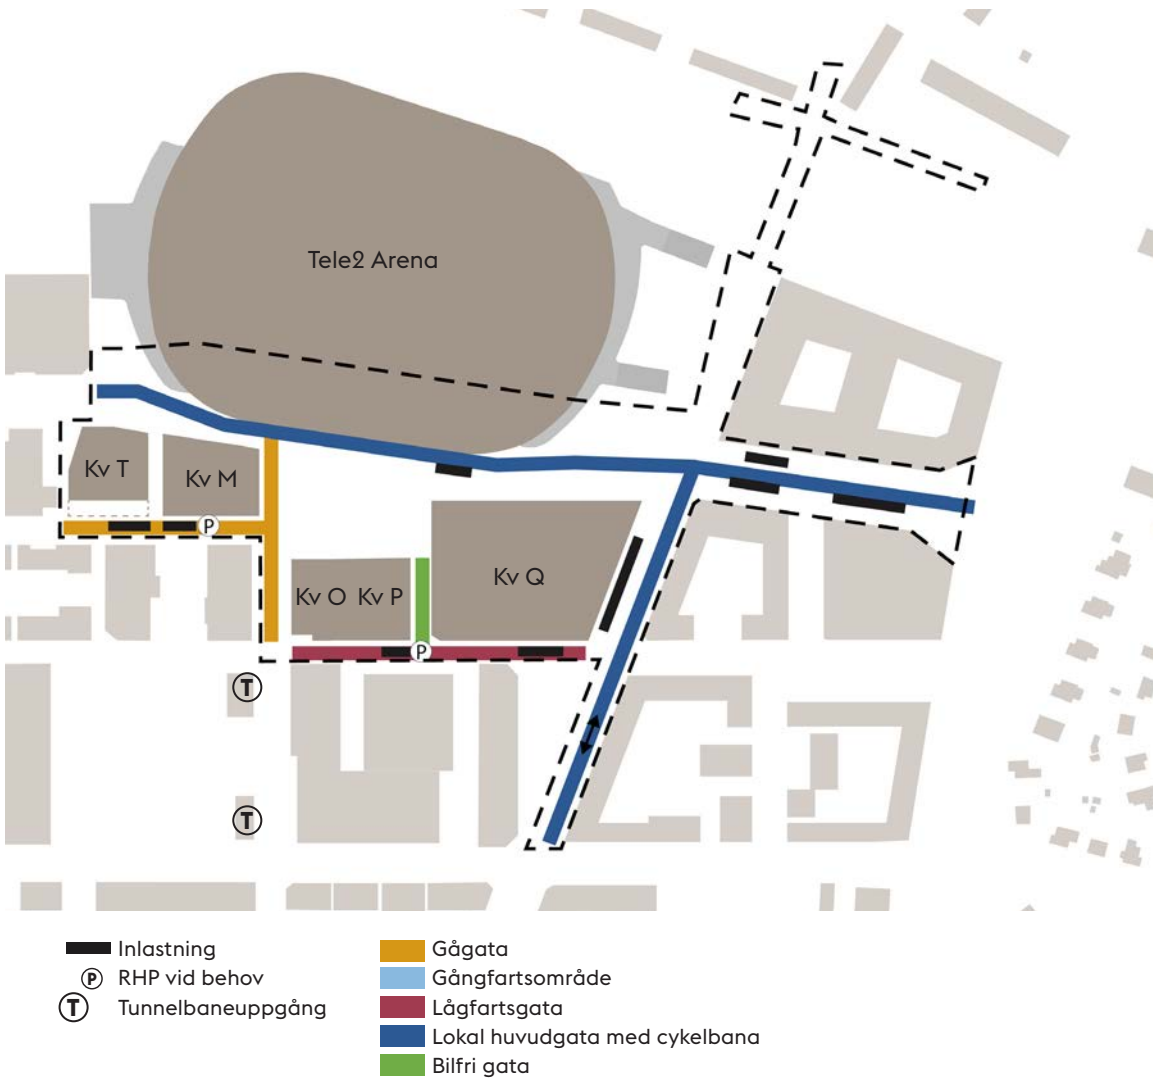 Tele2 Arena
Kv T
Kv M
P
Kv O Kv P
Kv Q
P
T
T
Inlastning
P RHP vid behov
T Tunnelbaneuppgång
Gågata
Gångfartsområde
Lågfartsgata
Lokal huvudgata med cykelbana
Bilfri gata